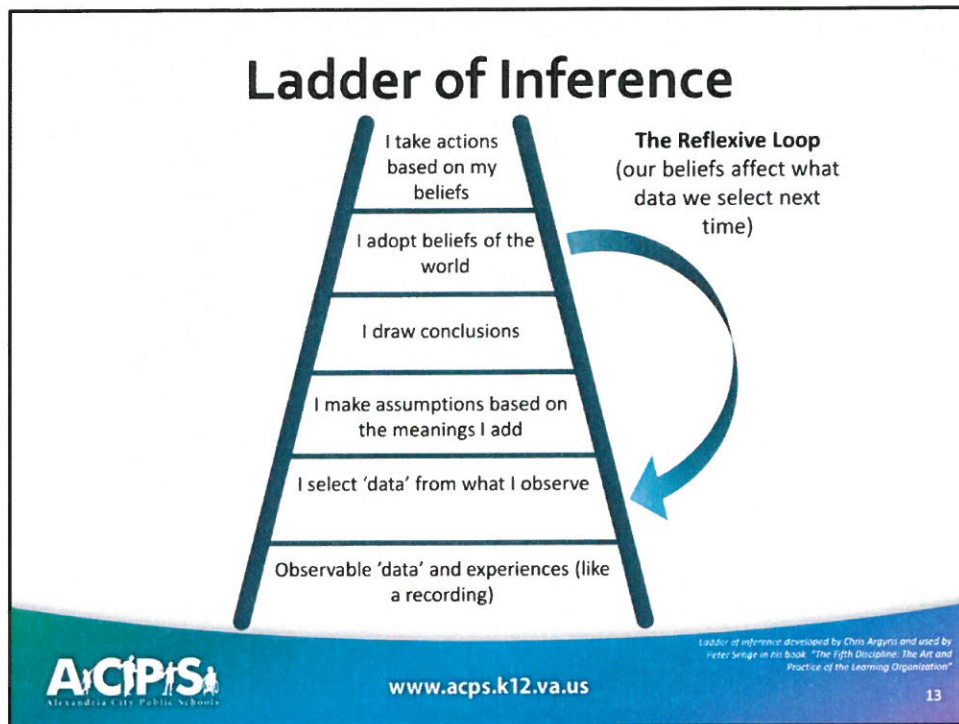 Ladder of Inference
I take actions
based on my
beliefs
The Reflexive Loop
(our beliefs affect what
data we select next
time)
I adopt beliefs of the
world
I draw conclusions
I make assumptions based on
the meanings I add
I select ‘data’ from what I observe
Observable ‘data’ and experiences (like
a recording)
Ladder of inference developed by Chris Argyris and used by
Peter Senge in his book "The Fifth Discipline: The Art and
Practice of the Learning Organization"
ACPS
Alexandria City Public Schools
www.acps.k12.va.us
13